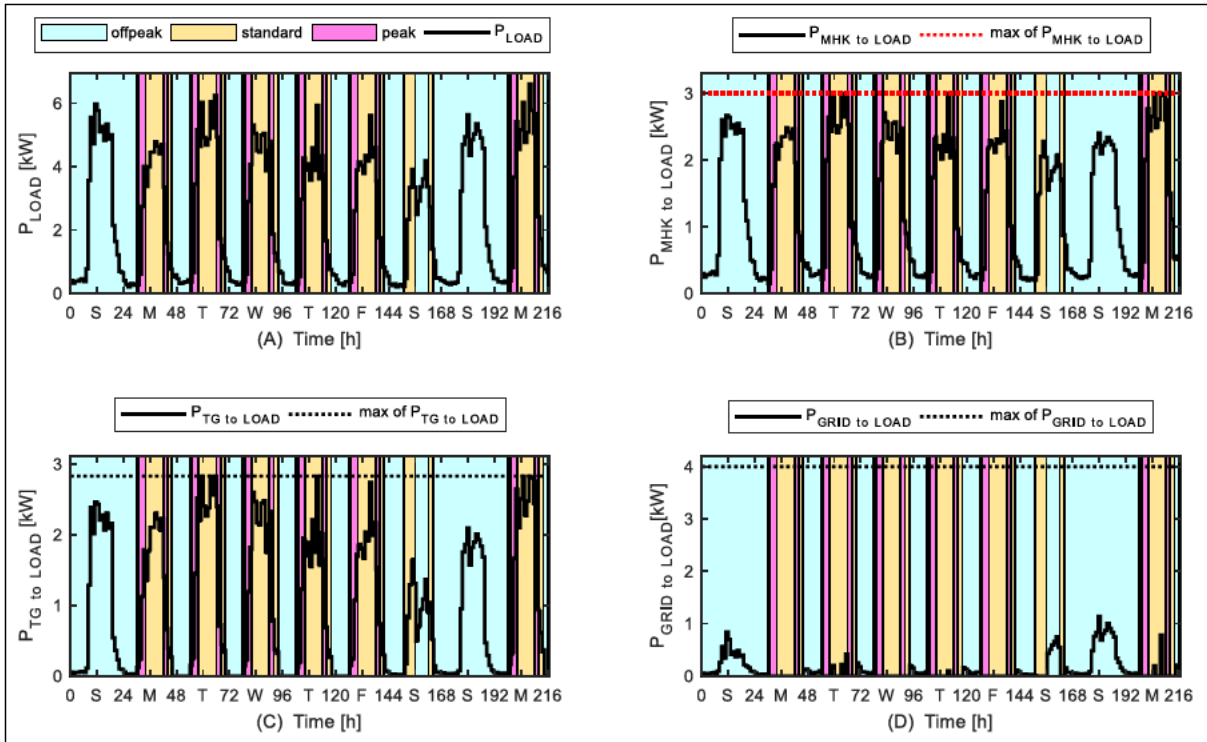 offpeak standard peak P_LOAD
P_MHK to LOAD max of P_MHK to LOAD
P_LOAD [kW]
6
4
2
0
0 S 24 M 48 T 72 W 96 T 120 F 144 S 168 S 192 M 216
(A) Time [h]
P_MHK to LOAD [kW]
3
2
1
0
0 S 24 M 48 T 72 W 96 T 120 F 144 S 168 S 192 M 216
(B) Time [h]
P_TG to LOAD max of P_TG to LOAD
P_GRID to LOAD max of P_GRID to LOAD
P_TG to LOAD [kW]
3
2
1
0
0 S 24 M 48 T 72 W 96 T 120 F 144 S 168 S 192 M 216
(C) Time [h]
P_GRID to LOAD[kW]
4
3
2
1
0
0 S 24 M 48 T 72 W 96 T 120 F 144 S 168 S 192 M 216
(D) Time [h]